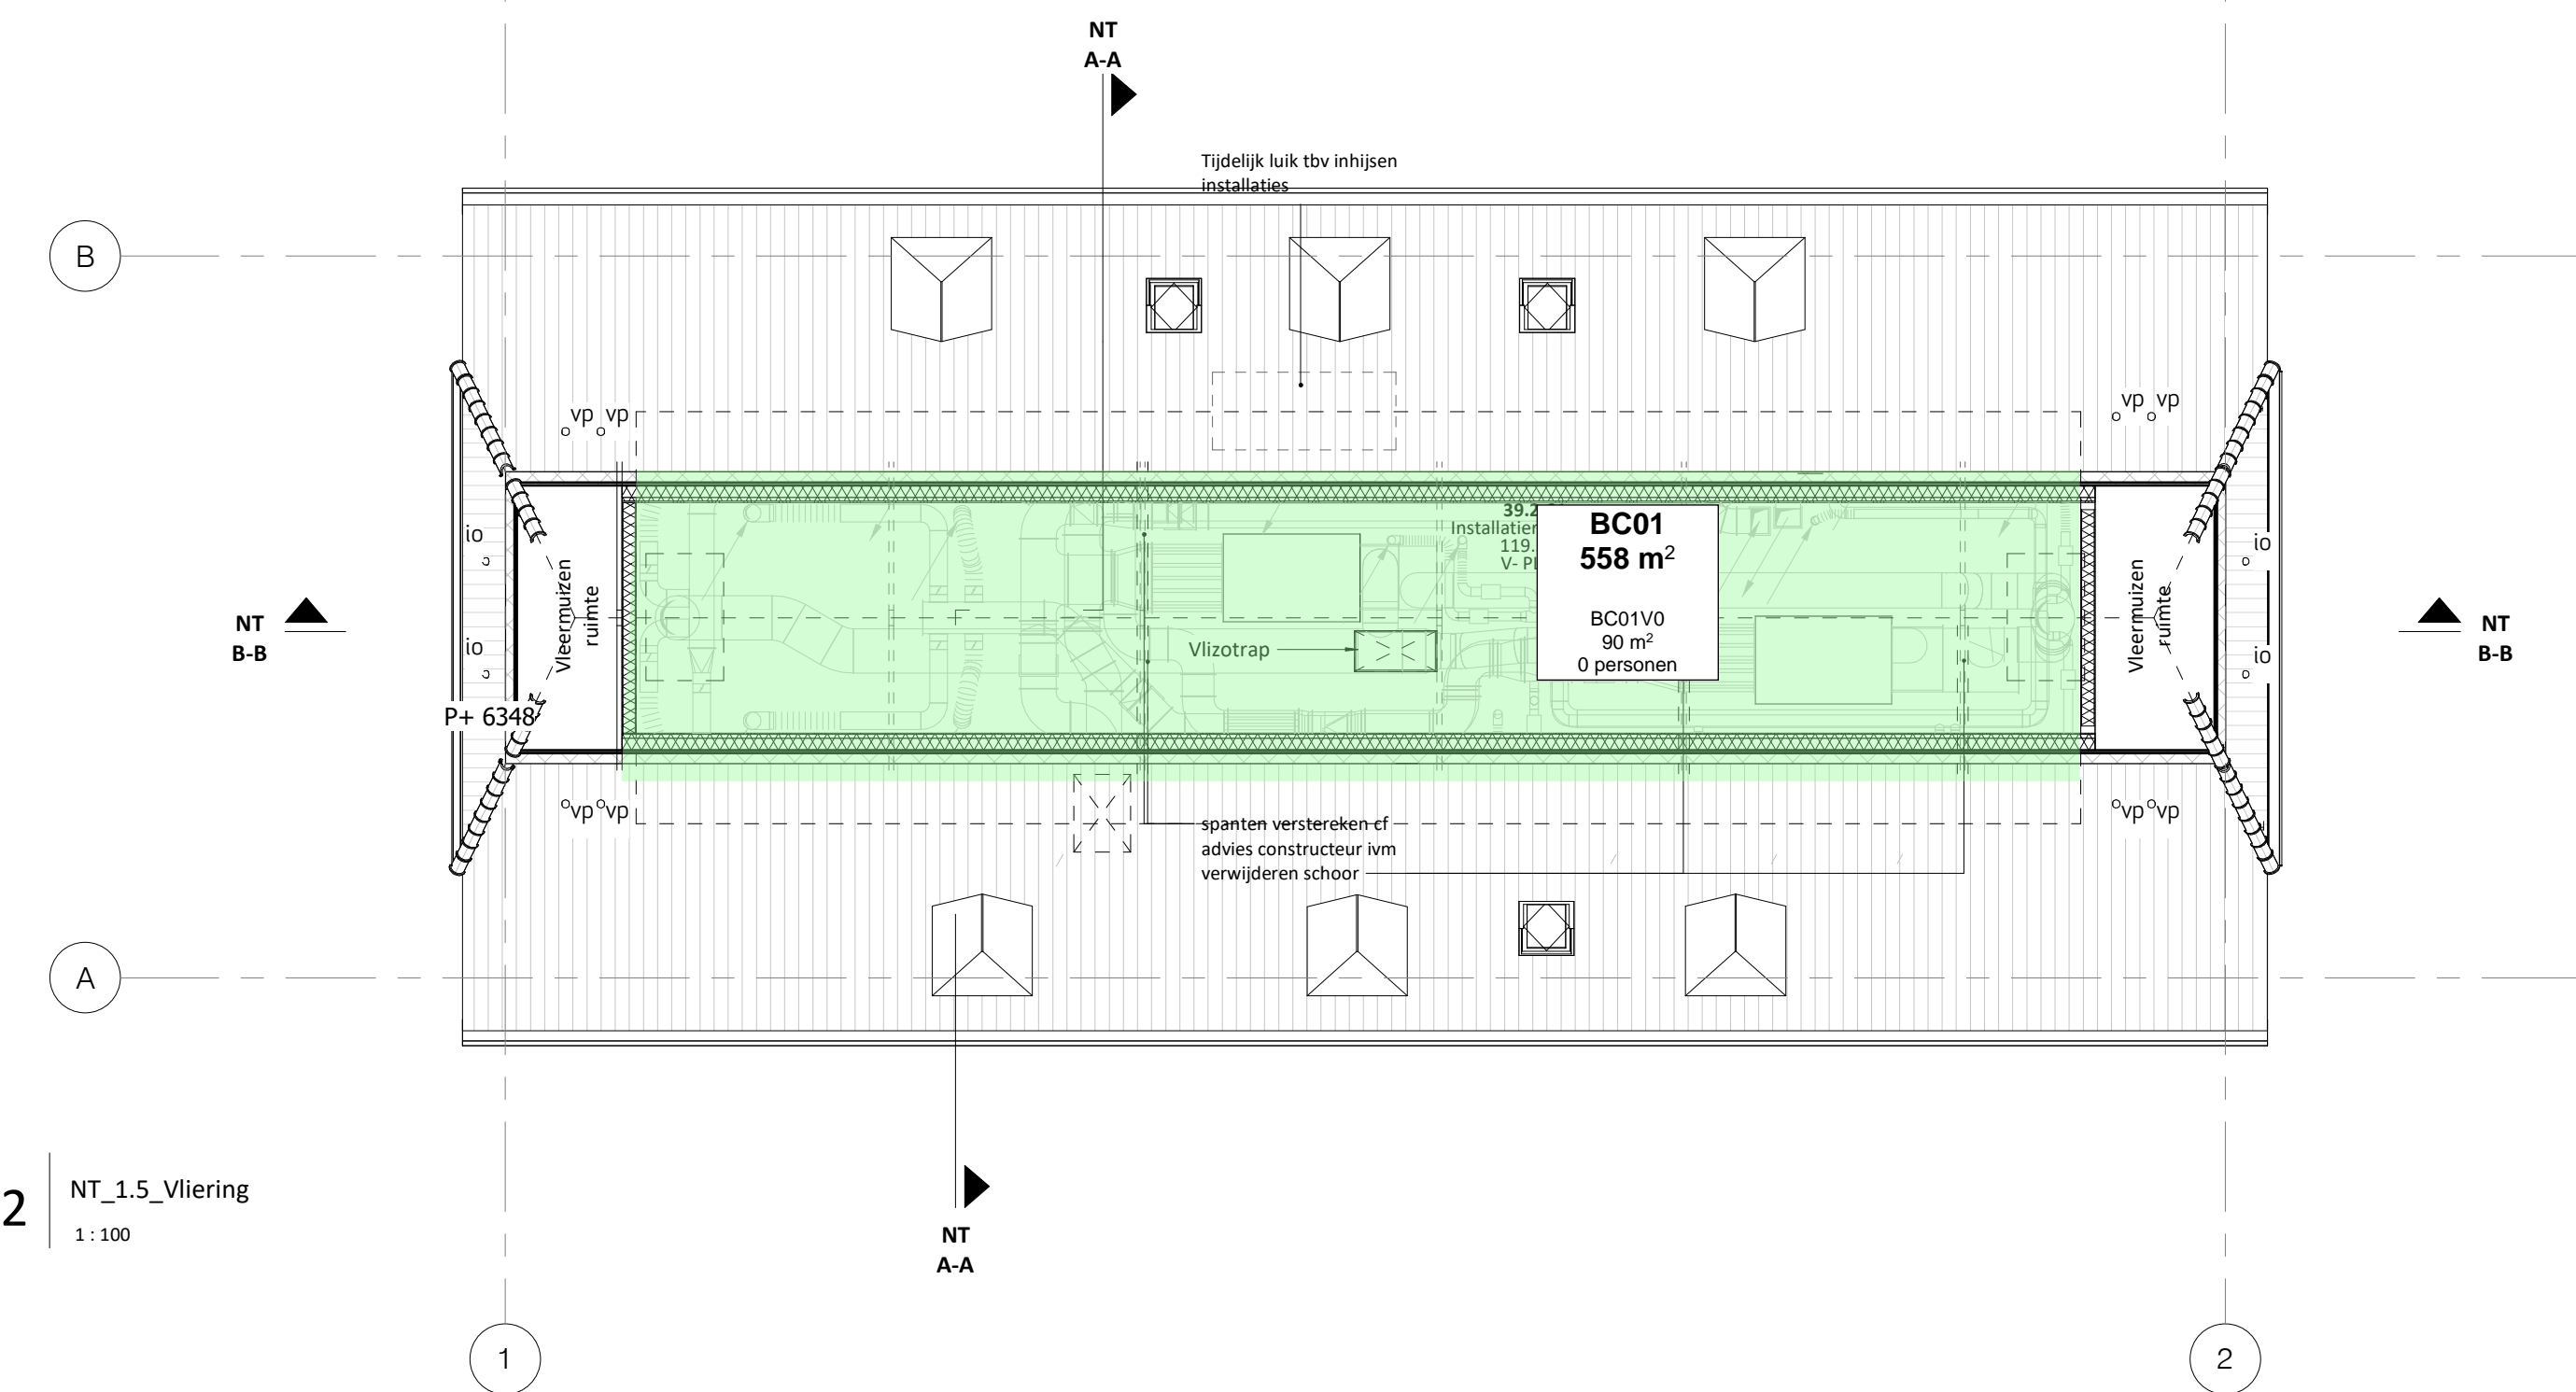 NT
A-A
Tijdelijk luik tbv inhijsen
installaties
B
vp vp
vp vp
39.2
119.
BC01
558 m²
BC01V0
90 m²
0 personen
io
io
Vleermuizen
ruimte
Vleermuizen
ruimte
io
io
NT
B-B
NT
B-B
Vlizotrap
P+ 6348
vp vp
vp vp
spanten verstereken cf
advies constructeur ivm
verwijderen schoor
A
2
NT_1.5_Vliering
1 : 100
NT
A-A
1
2